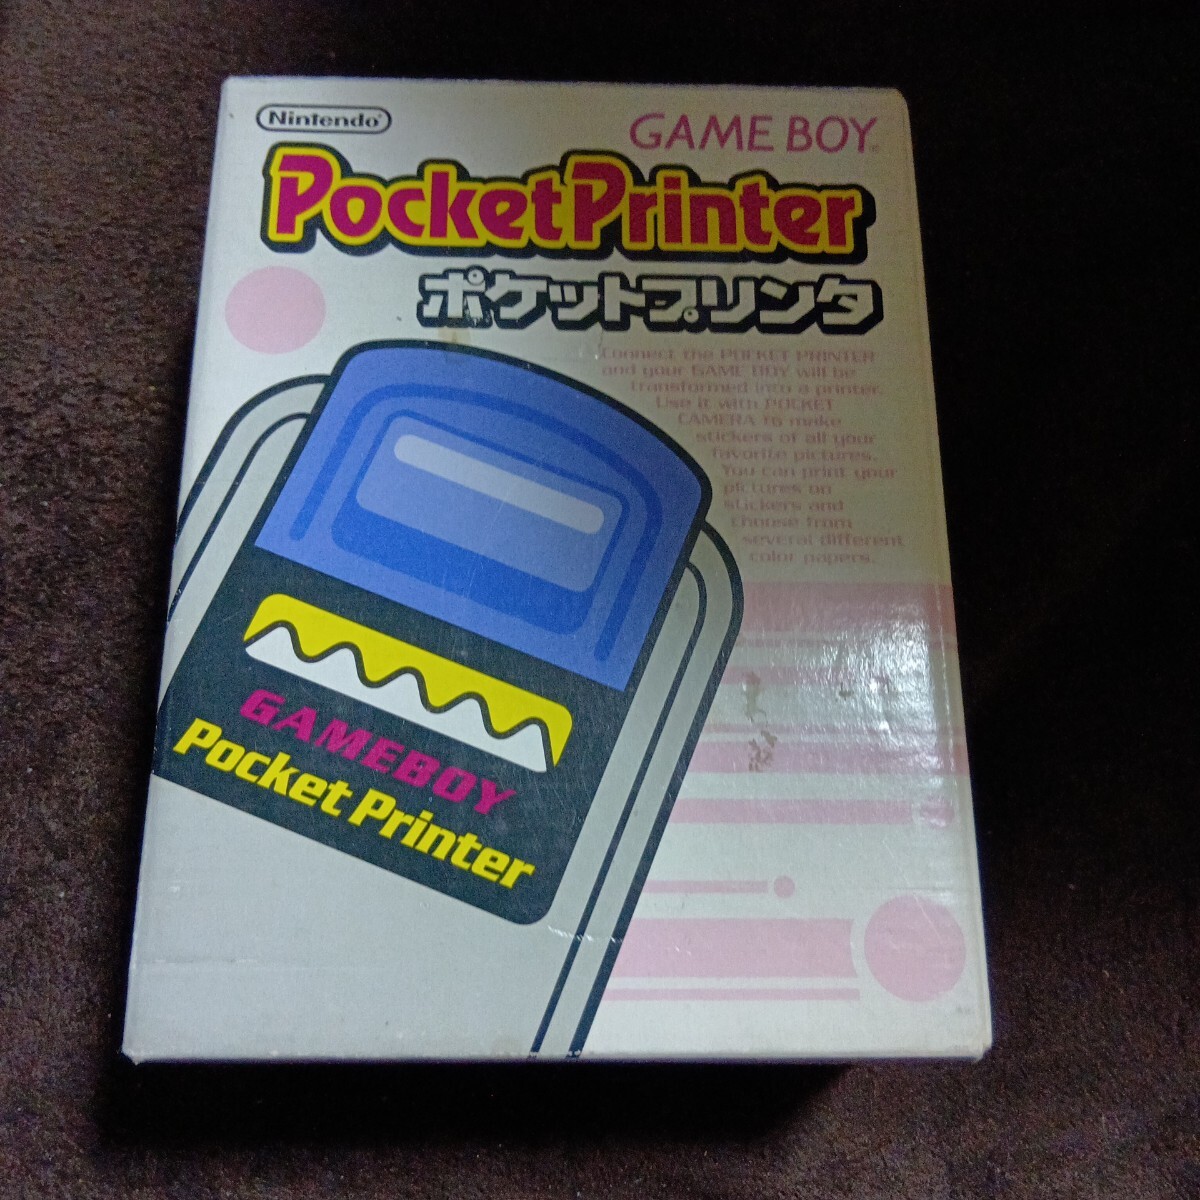 Nintendo
GAME BOY
PocketPrinter
ポケットプリンタ
Connect the POCKET PRINTER
and your GAME BOY will be
transformed into a printer.
Use it with POCKET
CAMERA to make
stickers of all your
favorite pictures.
You can print your
pictures on
stickers and
choose from
several different
color papers.
GAMEBOY
Pocket Printer